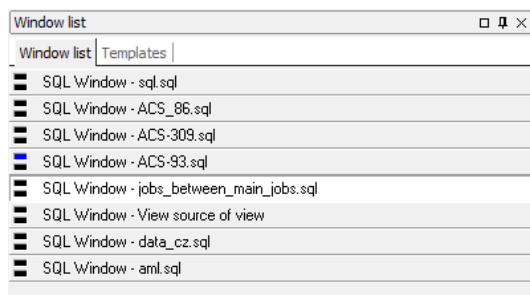 Window list
Window list Templates
SQL Window - sql.sql
SQL Window - ACS_86.sql
SQL Window - ACS-309.sql
SQL Window - ACS-93.sql
SQL Window - jobs_between_main_jobs.sql
SQL Window - View source of view
SQL Window - data_cz.sql
SQL Window - aml.sql